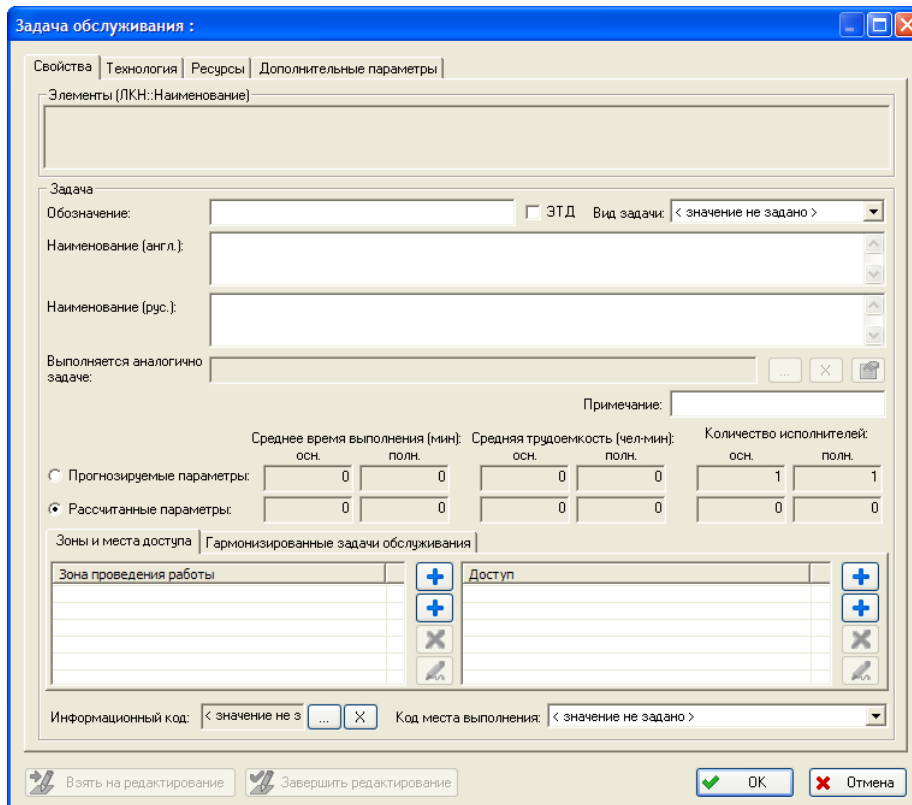 Задача обслуживания :
Свойства Технология Ресурсы Дополнительные параметры
Элементы (ЛКН::Наименование)
Задача
Обозначение: ЭТД Вид задачи: < значение не задано >
Наименование (англ.):
Наименование (рус.):
Выполняется аналогично
задаче: ... X
Примечание:
Среднее время выполнения (мин): Средняя трудоемкость (чел-мин): Количество исполнителей:
осн. полн. осн. полн. осн. полн.
Прогнозируемые параметры: 0 0 0 0 1 1
Рассчитанные параметры: 0 0 0 0 0 0
Зоны и места доступа Гармонизированные задачи обслуживания
Зона проведения работы Доступ
Информационный код: < значение не з ... X Код места выполнения: < значение не задано >
Взять на редактирование Завершить редактирование OK Отмена